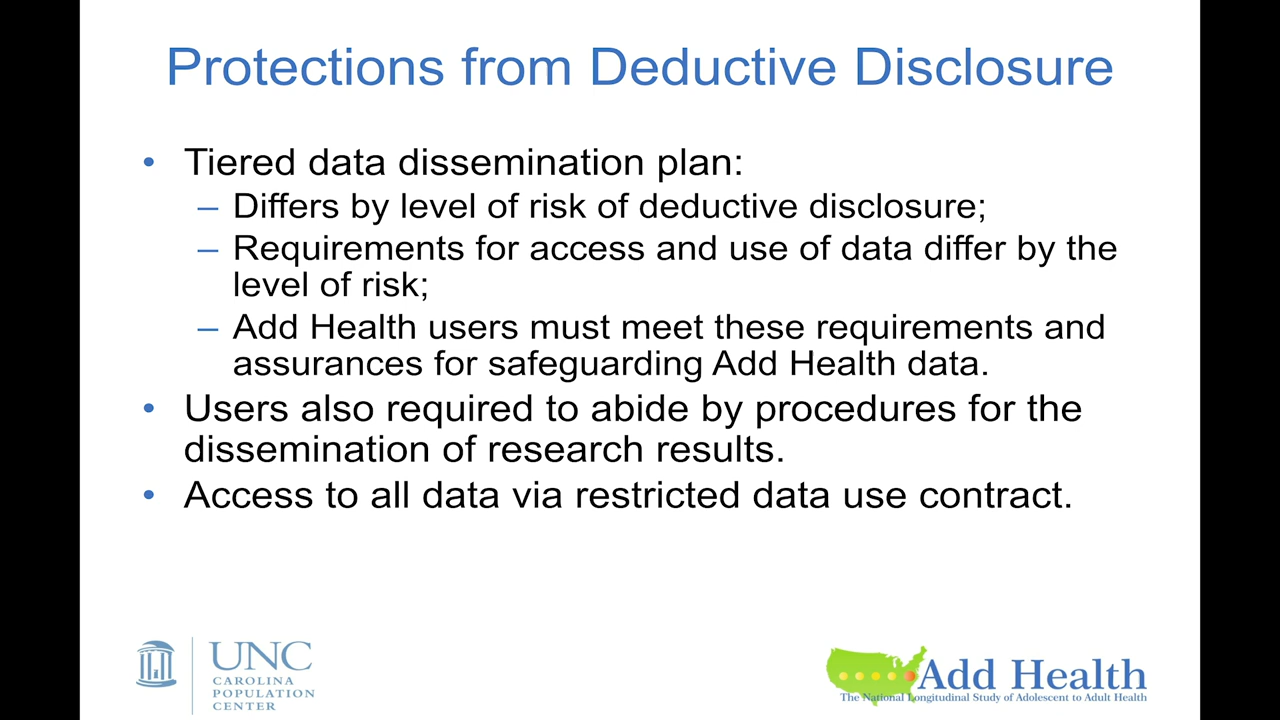 Protections from Deductive Disclosure
• Tiered data dissemination plan:
– Differs by level of risk of deductive disclosure;
– Requirements for access and use of data differ by the
level of risk;
– Add Health users must meet these requirements and
assurances for safeguarding Add Health data.
• Users also required to abide by procedures for the
dissemination of research results.
• Access to all data via restricted data use contract.
UNC
CAROLINA
POPULATION
CENTER
Add Health
The National Longitudinal Study of Adolescent to Adult Health